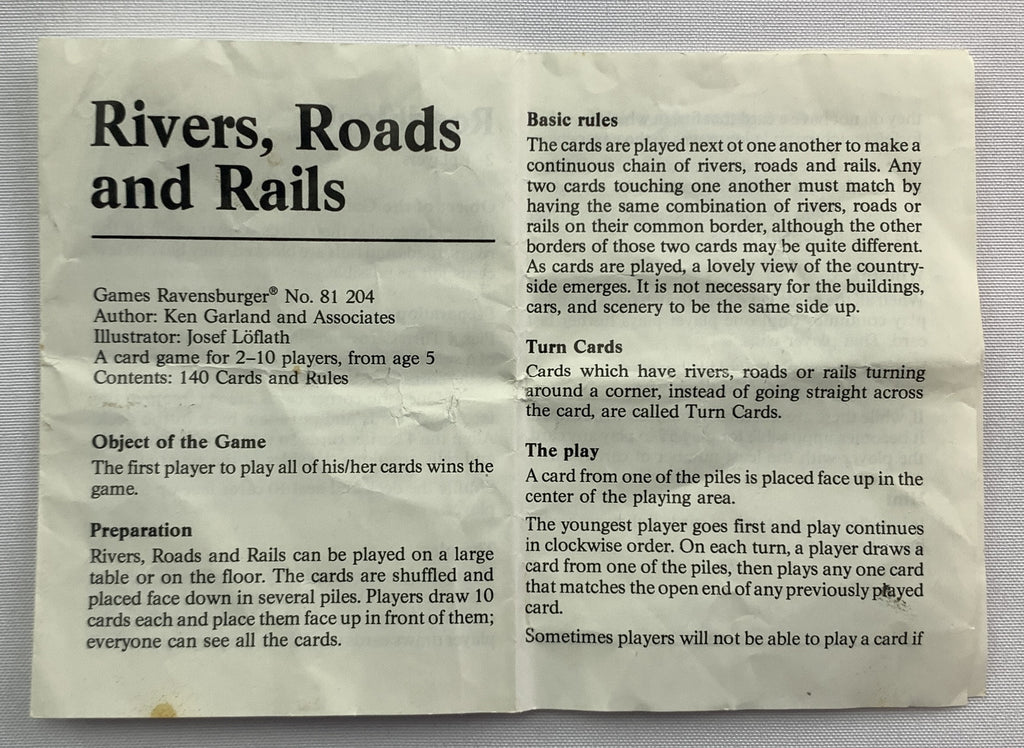 Rivers, Roads
and Rails
Games Ravensburger® No. 81 204
Author: Ken Garland and Associates
Illustrator: Josef Löflath
A card game for 2–10 players, from age 5
Contents: 140 Cards and Rules
Object of the Game
The first player to play all of his/her cards wins the
game.
Preparation
Rivers, Roads and Rails can be played on a large
table or on the floor. The cards are shuffled and
placed face down in several piles. Players draw 10
cards each and place them face up in front of them;
everyone can see all the cards.
Basic rules
The cards are played next ot one another to make a
continuous chain of rivers, roads and rails. Any
two cards touching one another must match by
having the same combination of rivers, roads or
rails on their common border, although the other
borders of those two cards may be quite different.
As cards are played, a lovely view of the country-
side emerges. It is not necessary for the buildings,
cars, and scenery to be the same side up.
Turn Cards
Cards which have rivers, roads or rails turning
around a corner, instead of going straight across
the card, are called Turn Cards.
The play
A card from one of the piles is placed face up in the
center of the playing area.
The youngest player goes first and play continues
in clockwise order. On each turn, a player draws a
card from one of the piles, then plays any one card
that matches the open end of any previously played
card.
Sometimes players will not be able to play a card if